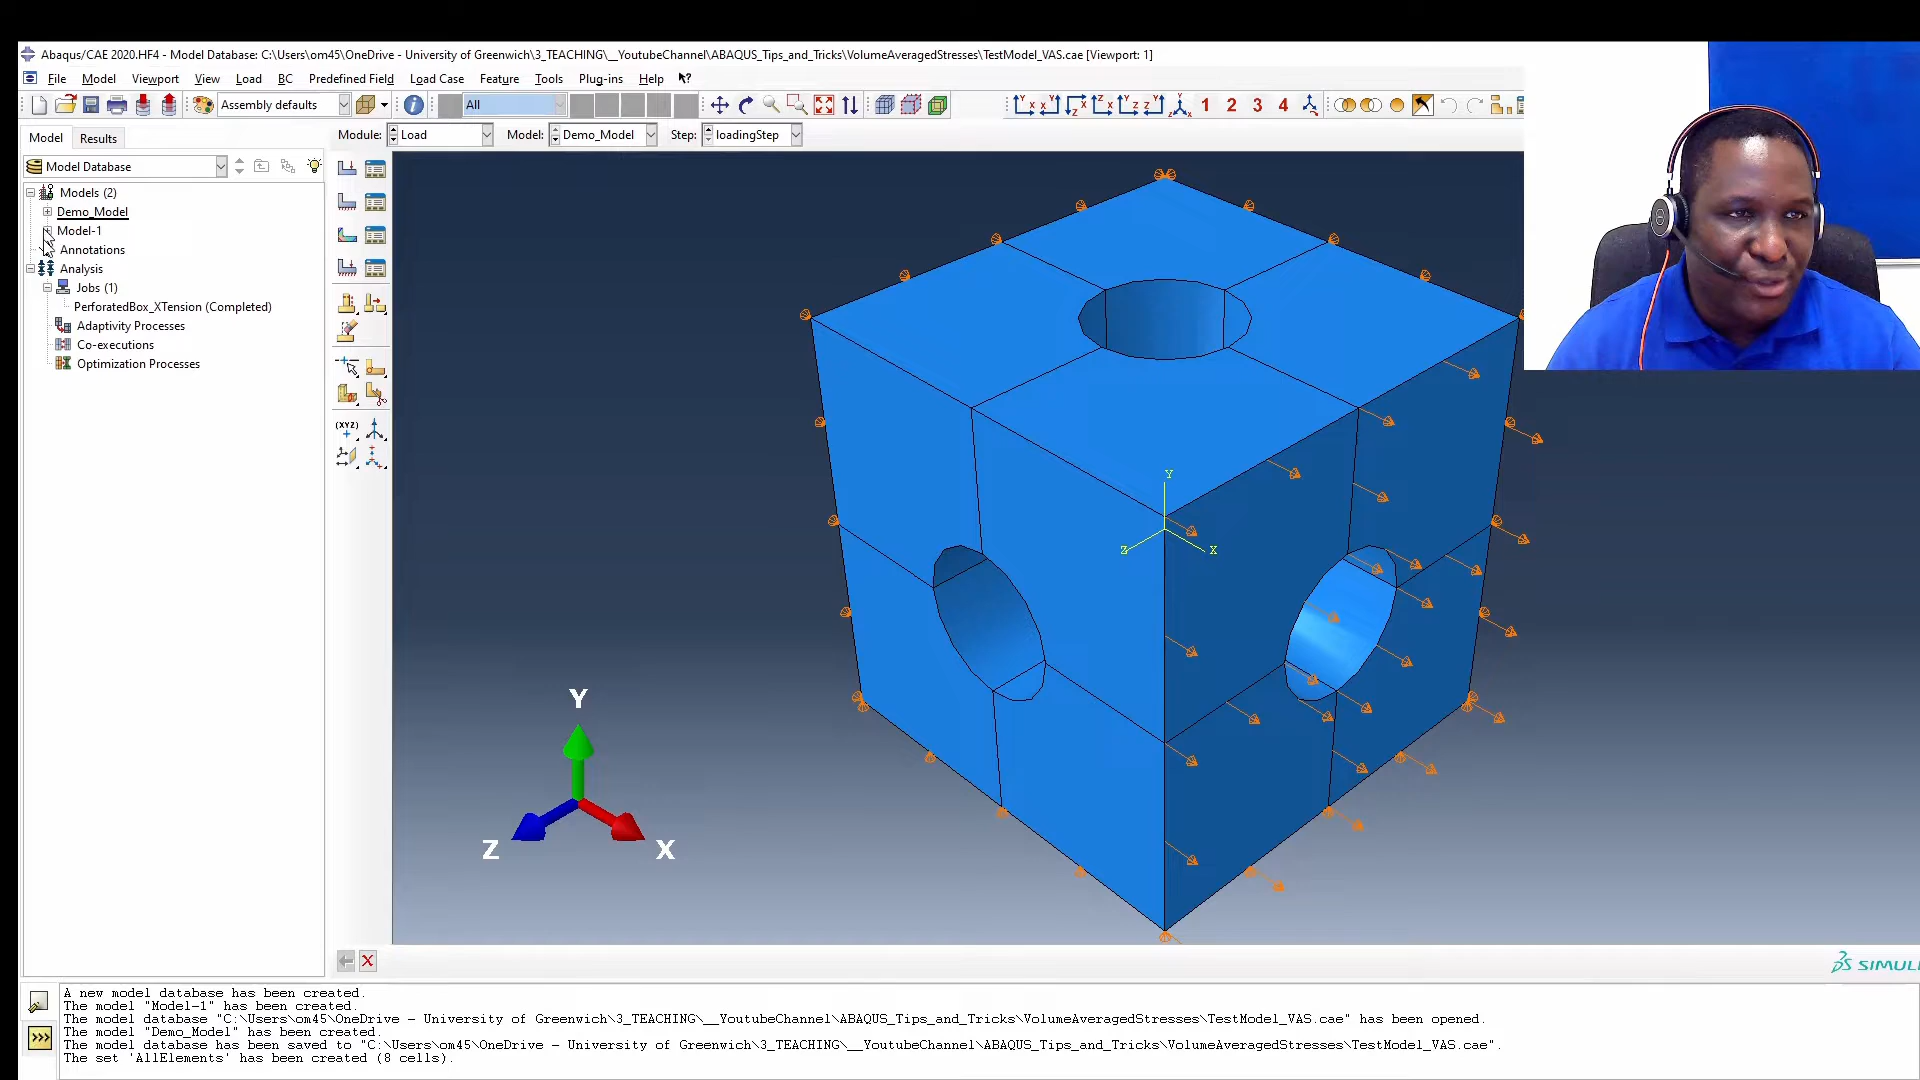 Abaqus/CAE 2020.HF4 - Model Database: C:\Users\om45\OneDrive - University of Greenwich\3_TEACHING\__YoutubeChannel\ABAQUS_Tips_and_Tricks\VolumeAveragedStresses\TestModel_VAS.cae [Viewport: 1]
File Model Viewport View Load BC Predefined Field Load Case Feature Tools Plug-ins Help
Assembly defaults All 1 2 3 4
Model Results
Module: Load Model: Demo_Model Step: loadingStep
Model Database
Models (2)
Demo_Model
Model-1
Annotations
Analysis
Jobs (1)
PerforatedBox_XTension (Completed)
Adaptivity Processes
Co-executions
Optimization Processes
(XYZ)
Y
Z
X
Y
Z
X
SIMUL
A new model database has been created.
The model "Model-1" has been created.
The model database "C:\Users\om45\OneDrive - University of Greenwich\3_TEACHING\__YoutubeChannel\ABAQUS_Tips_and_Tricks\VolumeAveragedStresses\TestModel_VAS.cae" has been opened.
The model "Demo_Model" has been created.
The model database has been saved to "C:\Users\om45\OneDrive - University of Greenwich\3_TEACHING\__YoutubeChannel\ABAQUS_Tips_and_Tricks\VolumeAveragedStresses\TestModel_VAS.cae".
The set 'AllElements' has been created (8 cells).